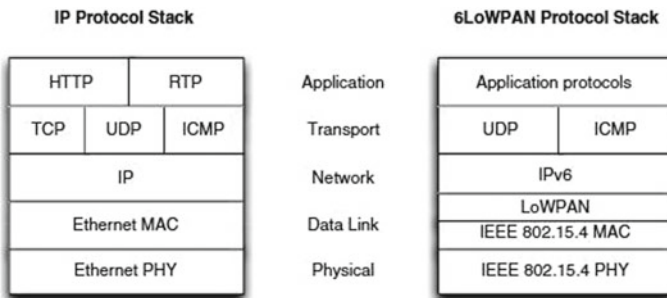 IP Protocol Stack
6LoWPAN Protocol Stack
HTTP RTP Application Application protocols
TCP UDP ICMP Transport UDP ICMP
IP Network IPv6
LoWPAN
Ethernet MAC Data Link IEEE 802.15.4 MAC
Ethernet PHY Physical IEEE 802.15.4 PHY